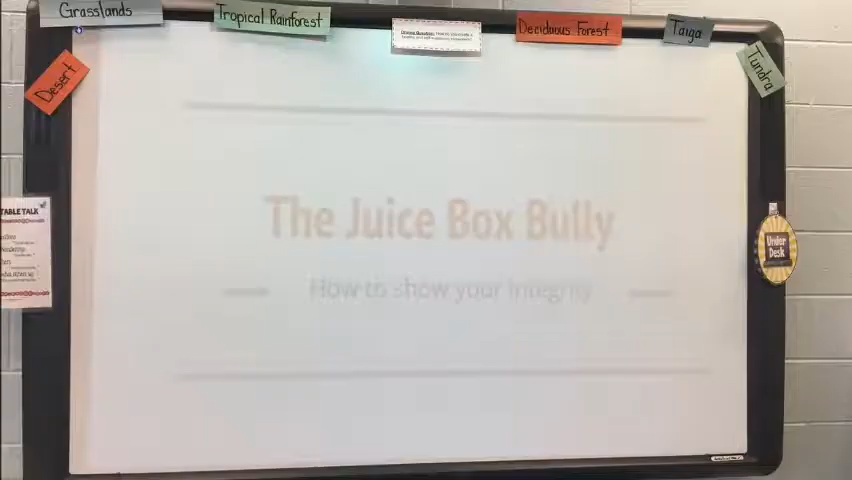 Grasslands
Tropical Rainforest
Deciduous Forest
Taiga
Tundra
Desert
TABLE TALK
The Juice Box Bully
How to show your integrity
Under
Desk